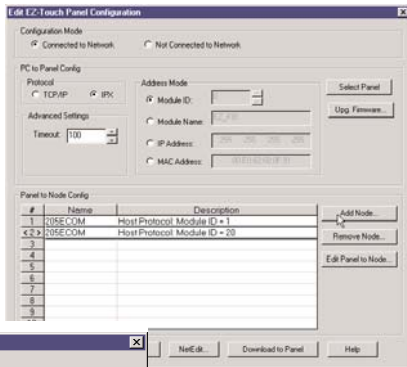 Edit EZ-Touch Panel Configuration
Configuration Mode
Connected to Network
Not Connected to Network
PC to Panel Config
Protocol
TCP/IP
IPX
Advanced Settings
Timeout: 100
Address Mode
Module ID:
Module Name:
IP Address:
MAC Address:
Select Panel
Upg. Firmware...
Panel to Node Config
# Name Description
1 205ECOM Host Protocol: Module ID = 1
<2> 205ECOM Host Protocol: Module ID = 20
3
4
5
6
7
8
9
Add Node...
Remove Node...
Edit Panel to Node...
NetEdit...
Download to Panel
Help